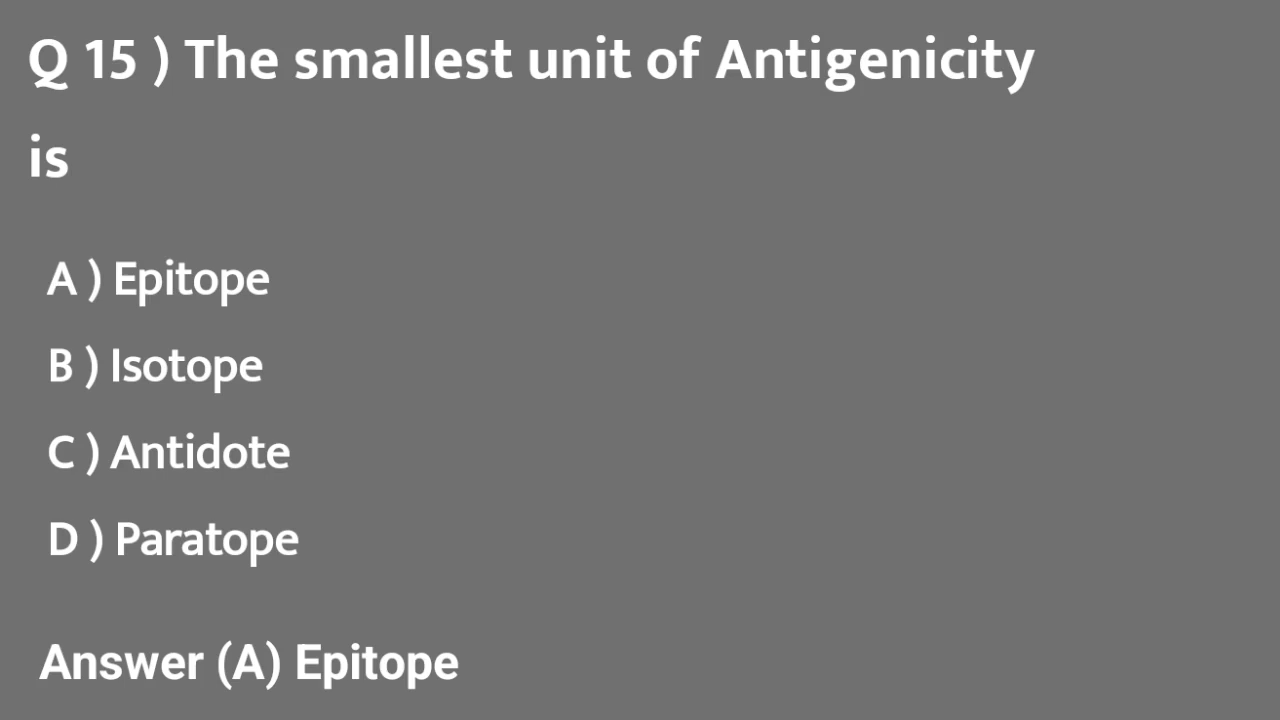 Q 15 ) The smallest unit of Antigenicity
is
A ) Epitope
B ) Isotope
C ) Antidote
D ) Paratope
Answer (A) Epitope